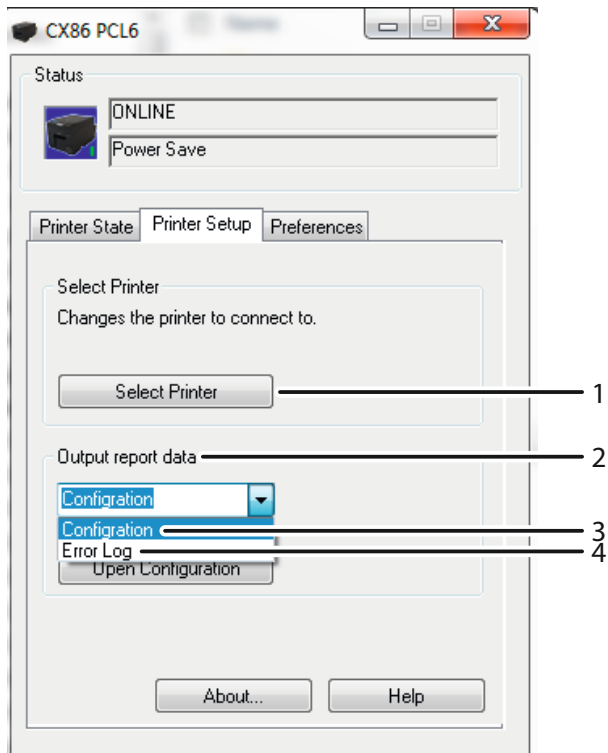 CX86 PCL6
Status
ONLINE
Power Save
Printer State Printer Setup Preferences
Select Printer
Changes the printer to connect to.
Select Printer 1
Output report data 2
Configration
Configration 3
Error Log 4
Open Configuration
About... Help